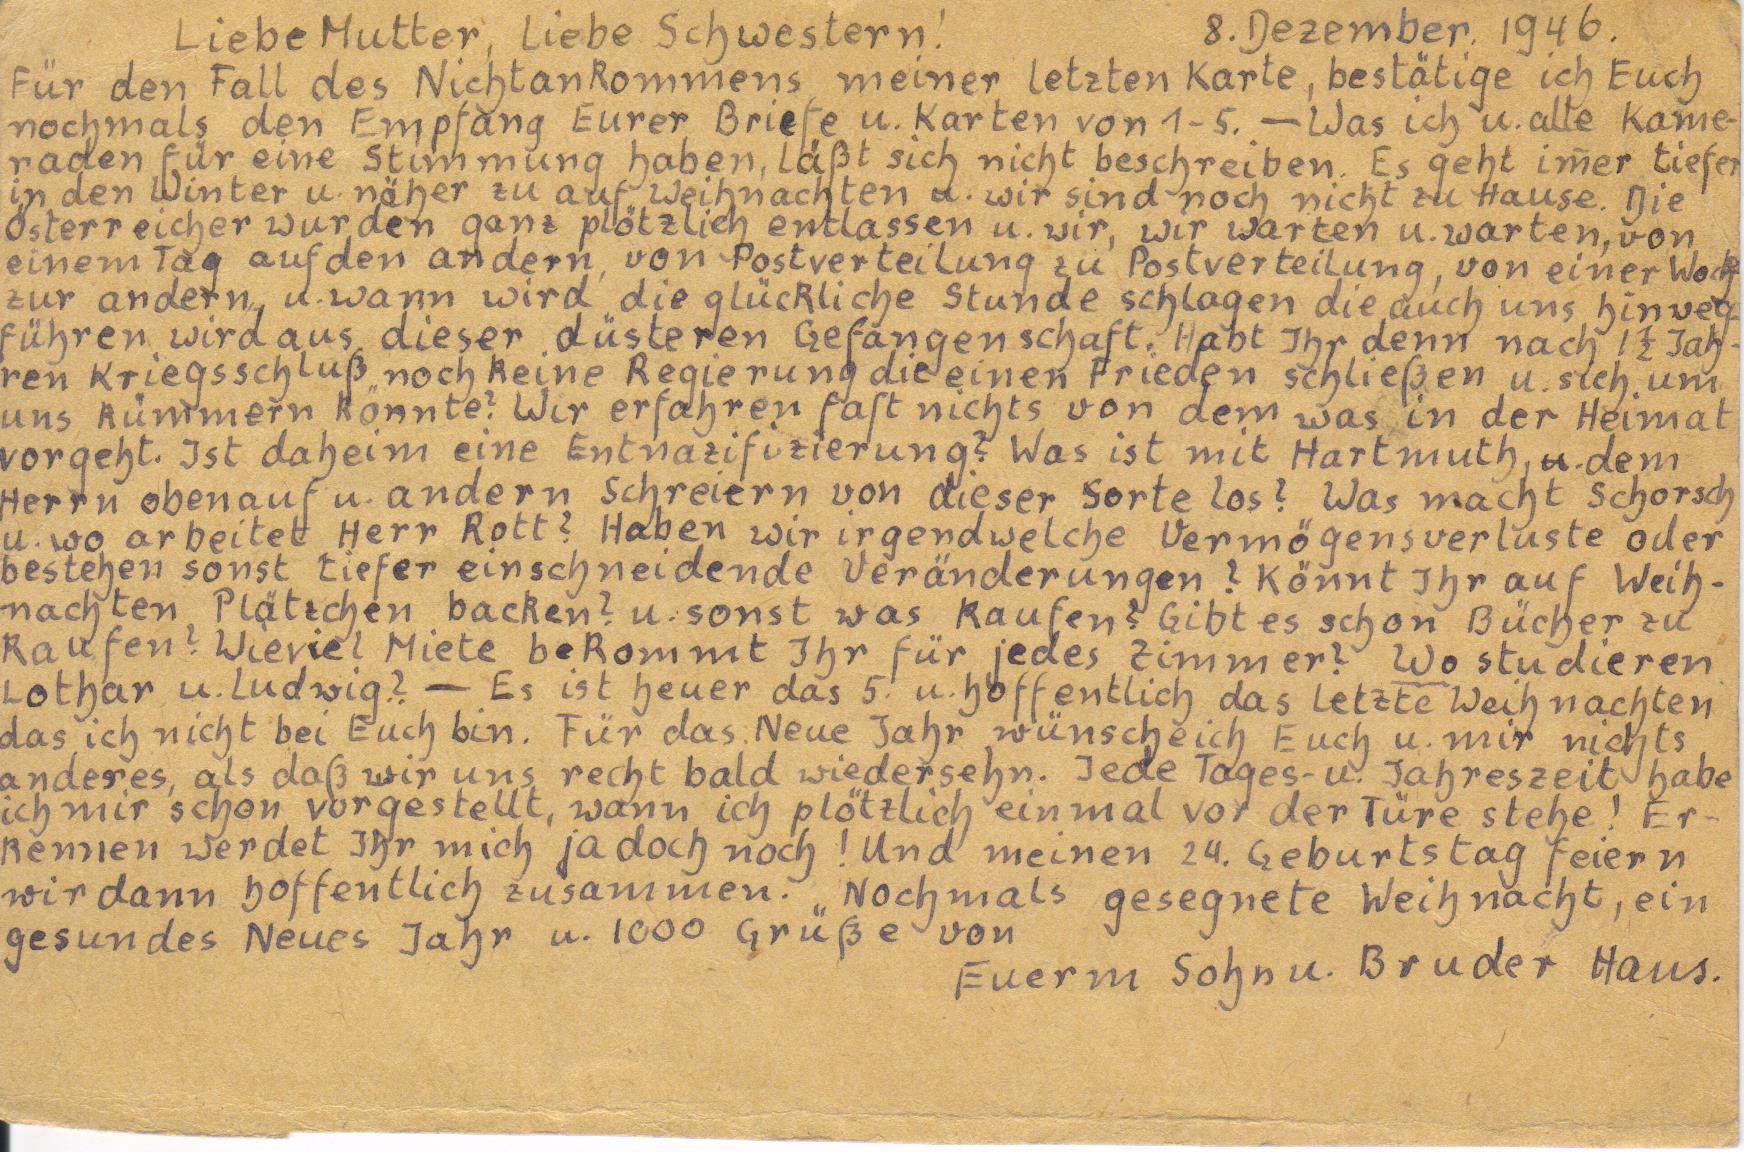 Liebe Mutter, Liebe Schwestern! 8. Dezember. 1946.
Für den Fall des Nichtankommens meiner letzten Karte, bestätige ich Euch
nochmals den Empfang Eurer Briefe u. Karten von 1-5. — Was ich u. alle Kame-
raden für eine Stimmung haben, läßt sich nicht beschreiben. Es geht im̅er tiefer
in den Winter u. näher zu auf Weihnachten u. wir sind noch nicht zu Hause. Die
Österreicher wurden ganz plötzlich entlassen u. wir, wir warten u. warten, von
einem Tag auf den andern, von Postverteilung zu Postverteilung, von einer Woche
zur andern, u. wann wird die glückliche Stunde schlagen die auch uns hinweg-
führen wird aus dieser düsteren Gefangenschaft. Habt Ihr denn nach 1½ Jah-
ren Kriegsschluß noch keine Regierung die einen Frieden schließen u. sich um
uns kümmern könnte? Wir erfahren fast nichts von dem was in der Heimat
vorgeht. Ist daheim eine Entnazifizierung? Was ist mit Hartmuth, u. dem
Herrn obenauf u. andern Schreiern von dieser Sorte los? Was macht Schorsch
u. wo arbeitet Herr Rott? Haben wir irgendwelche Vermögensverluste oder
bestehen sonst tiefer einschneidende Veränderungen? Könnt Ihr auf Weih-
nachten Plätzchen backen? u. sonst was kaufen? Gibt es schon Bücher zu
kaufen? Wieviel Miete bekommt Ihr für jedes Zimmer? Wo studieren
Lothar u. Ludwig? — Es ist heuer das 5. u. hoffentlich das letzte Weihnachten
das ich nicht bei Euch bin. Für das Neue Jahr wünsche ich Euch u. mir nichts
anderes, als daß wir uns recht bald wiedersehn. Jede Tages- u. Jahreszeit habe
ich mir schon vorgestellt, wann ich plötzlich einmal vor der Türe stehe! Er-
kennen werdet Ihr mich ja doch noch! Und meinen 24. Geburtstag feiern
wir dann hoffentlich zusammen. Nochmals gesegnete Weihnacht, ein
gesundes Neues Jahr u. 1000 Grüße von
Euerm Sohn u. Bruder Hans.